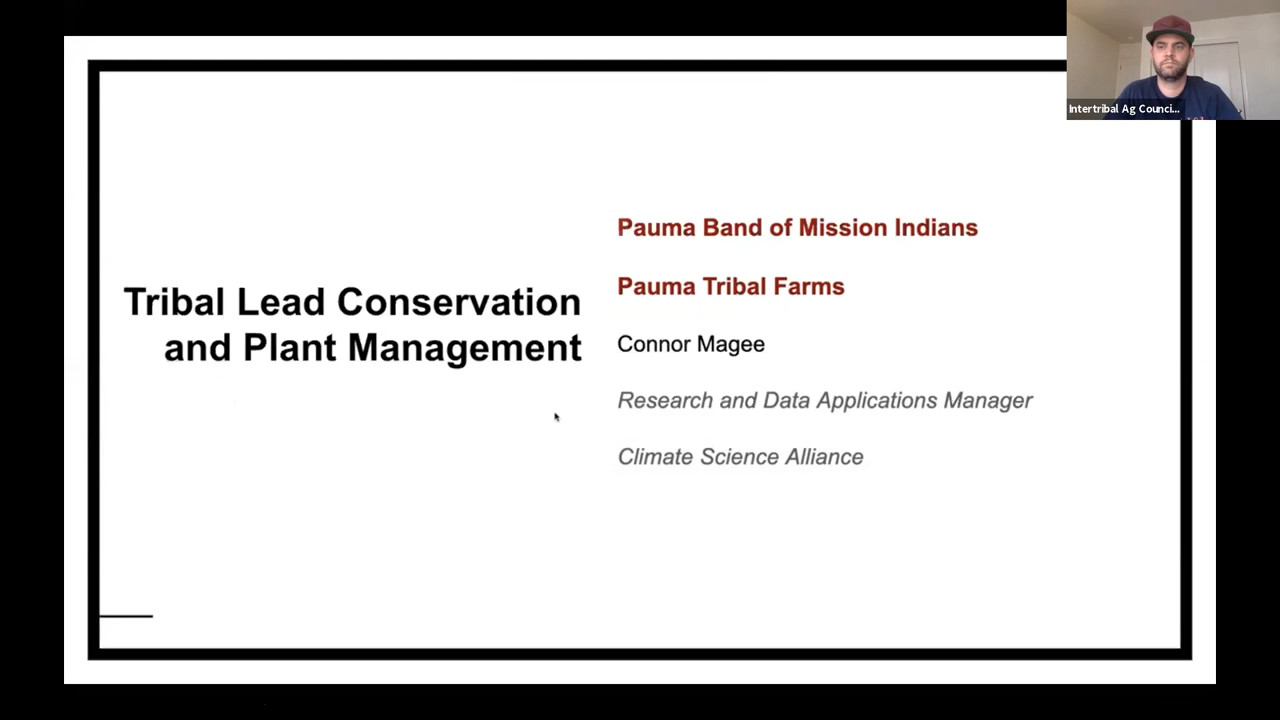 Intertribal Ag Counci...
Tribal Lead Conservation
and Plant Management
Pauma Band of Mission Indians
Pauma Tribal Farms
Connor Magee
Research and Data Applications Manager
Climate Science Alliance